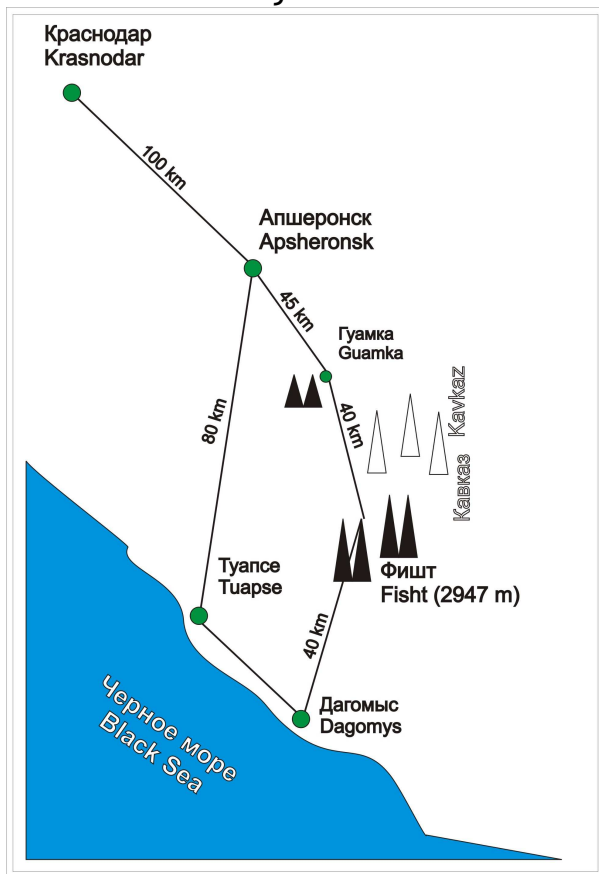 Краснодар
Krasnodar
100 km
Апшеронск
Apsheronsk
45 km
Гуамка
Guamka
80 km
40 km
Кавказ Kavkaz
Туапсе
Tuapse
Фишт
Fisht (2947 m)
40 km
Дагомыс
Dagomys
Черное море
Black Sea